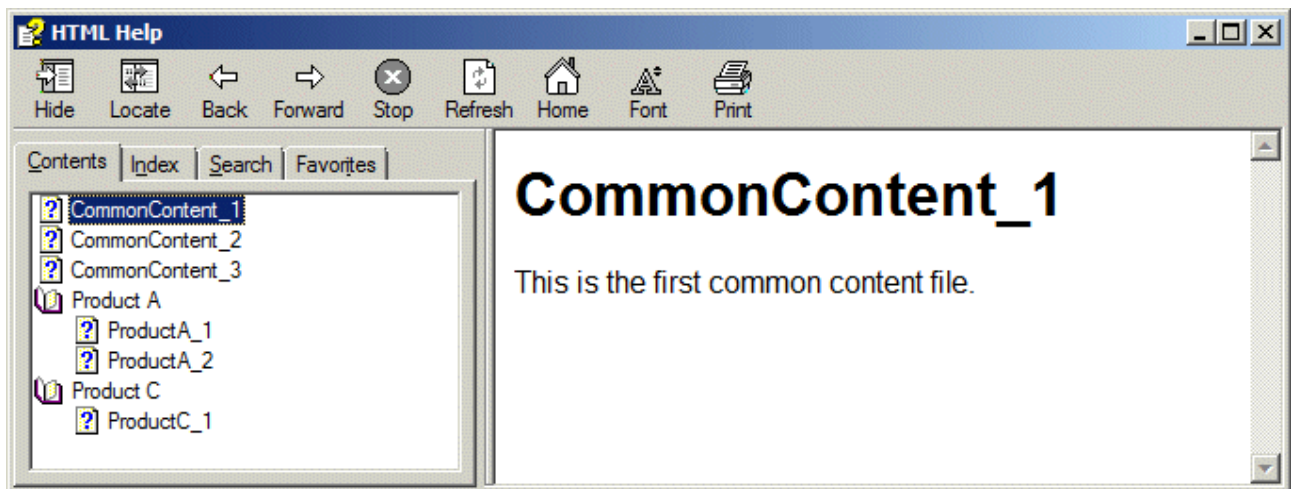 HTML Help
Hide Locate Back Forward Stop Refresh Home Font Print
Contents Index Search Favorites
CommonContent_1
CommonContent_2
CommonContent_3
Product A
ProductA_1
ProductA_2
Product C
ProductC_1
CommonContent_1
This is the first common content file.